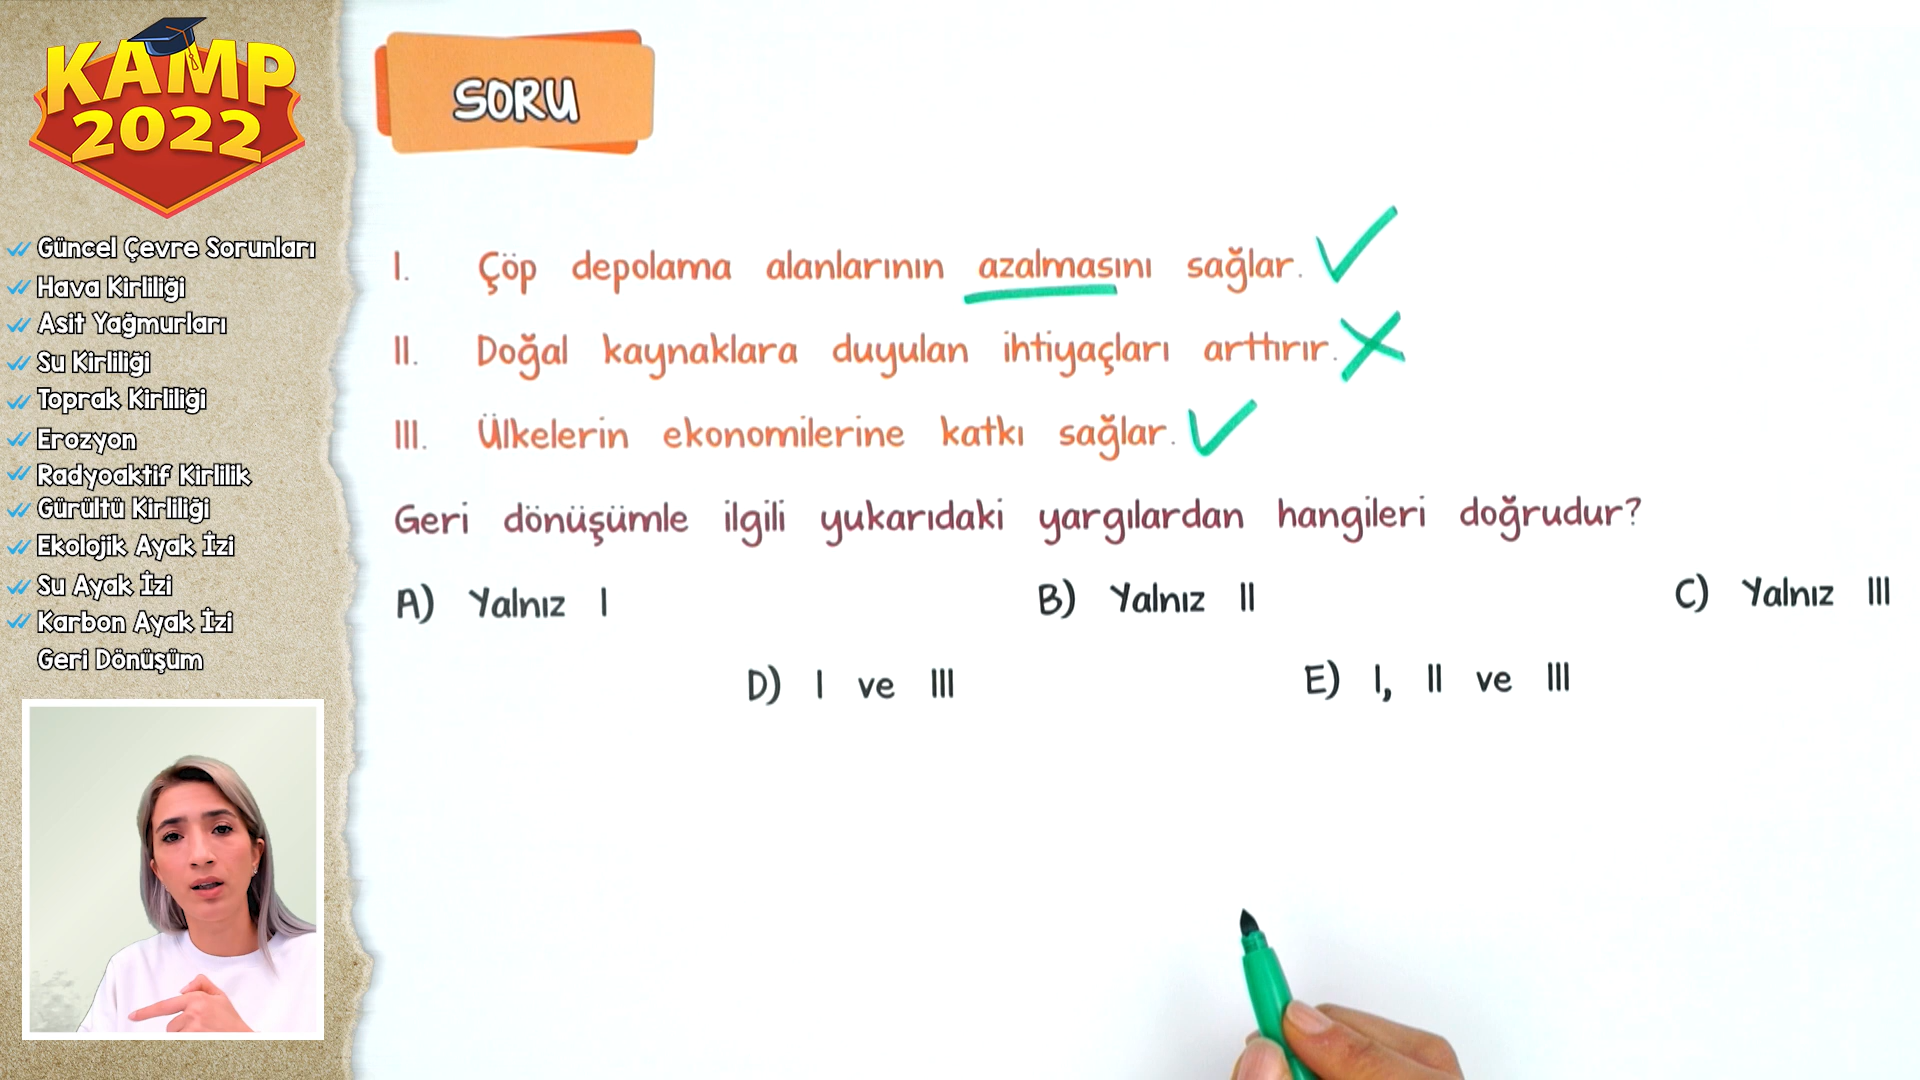 KAMP
2022
Güncel Çevre Sorunları
Hava Kirliliği
Asit Yağmurları
Su Kirliliği
Toprak Kirliliği
Erozyon
Radyoaktif Kirlilik
Gürültü Kirliliği
Ekolojik Ayak İzi
Su Ayak İzi
Karbon Ayak İzi
Geri Dönüşüm
SORU
I. Çöp depolama alanlarının azalmasını sağlar.
II. Doğal kaynaklara duyulan ihtiyaçları arttırır.
III. Ülkelerin ekonomilerine katkı sağlar.
Geri dönüşümle ilgili yukarıdaki yargılardan hangileri doğrudur?
A) Yalnız I B) Yalnız II C) Yalnız III
D) I ve III E) I, II ve III